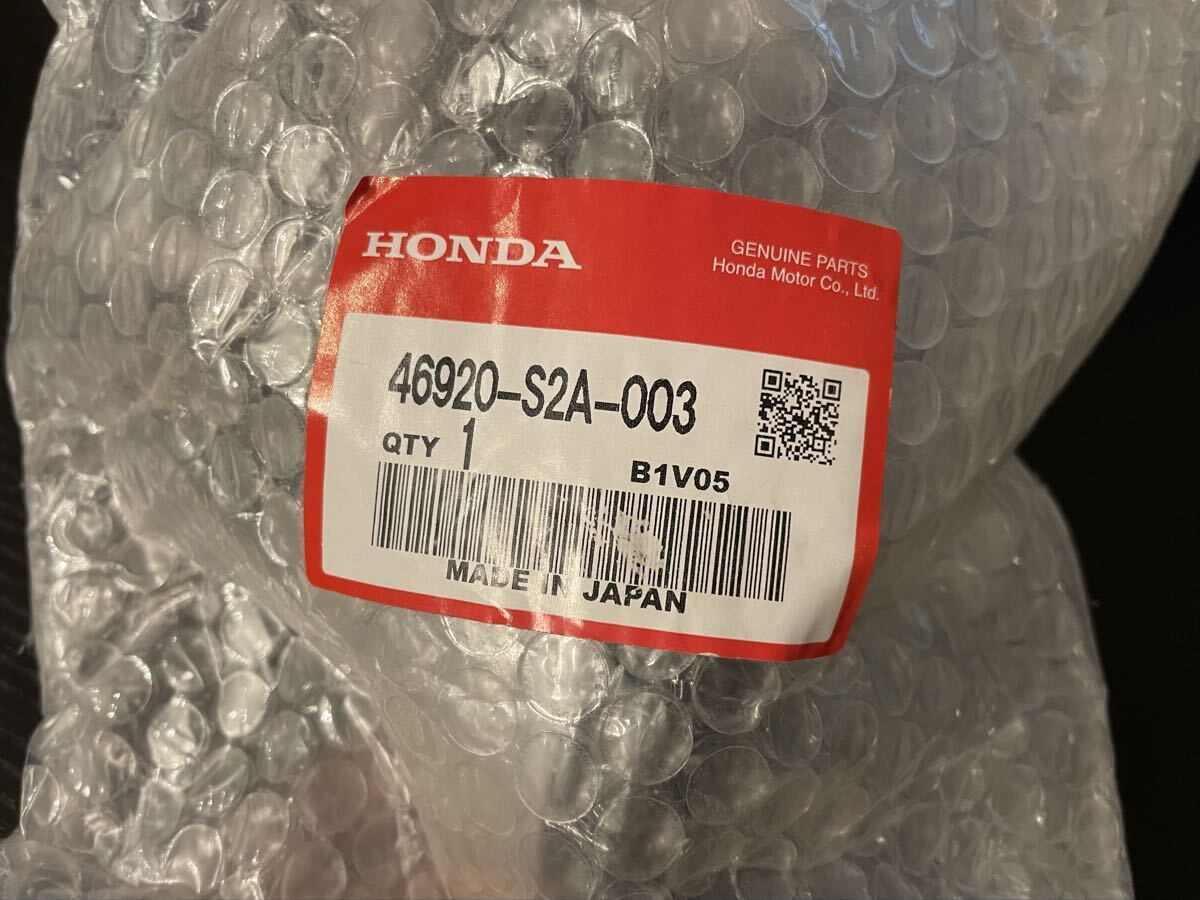 HONDA
GENUINE PARTS
Honda Motor Co., Ltd.
46920-S2A-003
QTY 1
B1V05
MADE IN JAPAN